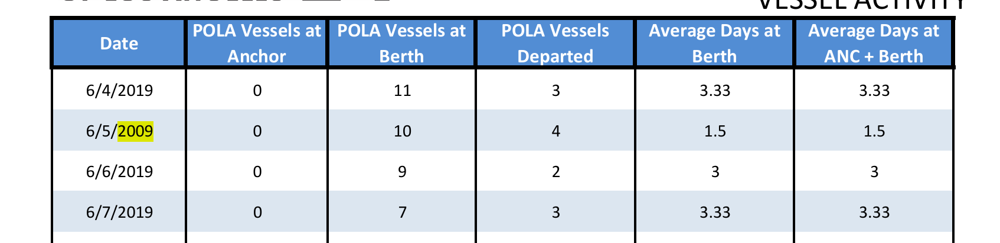 VESSEL ACTIVITY
Date POLA Vessels at Anchor POLA Vessels at Berth POLA Vessels Departed Average Days at Berth Average Days at ANC + Berth
6/4/2019 0 11 3 3.33 3.33
6/5/2009 0 10 4 1.5 1.5
6/6/2019 0 9 2 3 3
6/7/2019 0 7 3 3.33 3.33